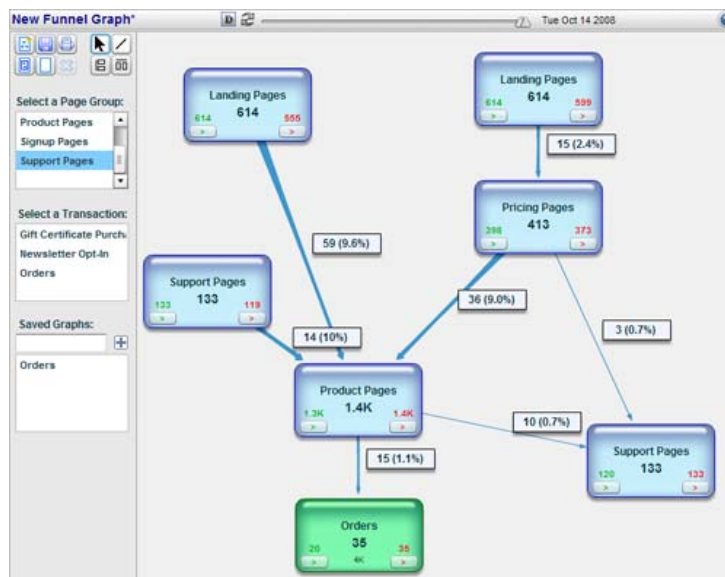 New Funnel Graph*
D
Tue Oct 14 2008
Select a Page Group:
Product Pages
Signup Pages
Support Pages
Select a Transaction:
Gift Certificate Purcha
Newsletter Opt-In
Orders
Saved Graphs:
Orders
Landing Pages
614
614 555
> >
Landing Pages
614
614 599
> >
15 (2.4%)
Pricing Pages
413
398 373
> >
59 (9.6%)
Support Pages
133
133 119
> >
36 (9.0%)
3 (0.7%)
14 (10%)
Product Pages
1.4K
1.3K 1.4K
> >
10 (0.7%)
Support Pages
133
120 133
> >
15 (1.1%)
Orders
35
20 35
4K
> >